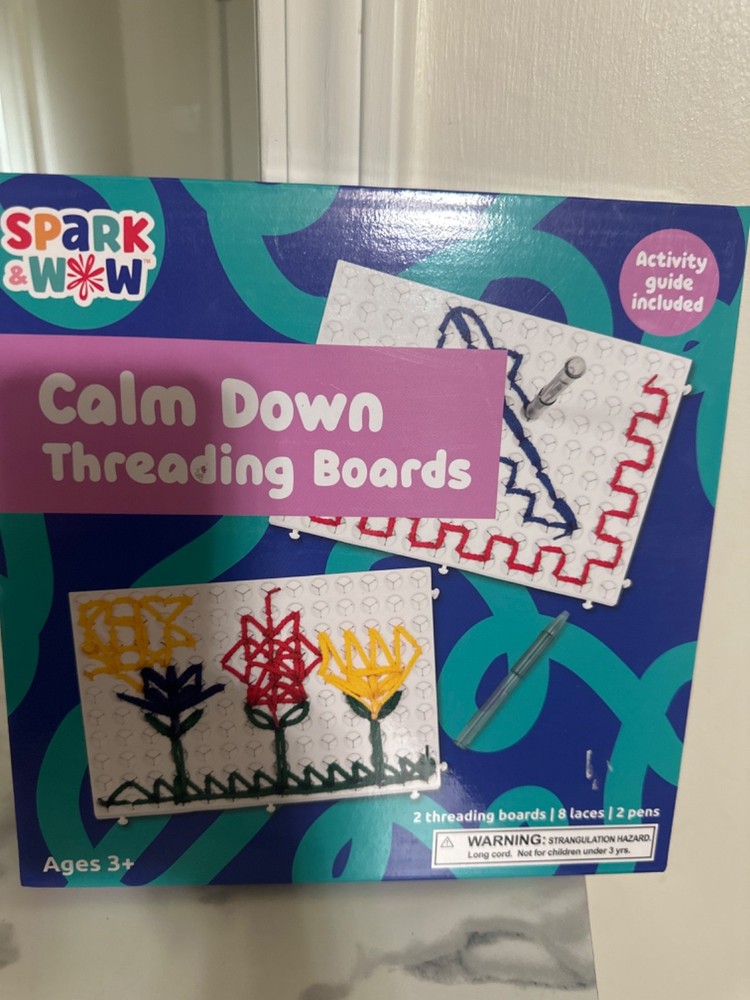 SPARK
& WOW™
Activity
guide
included
Calm Down
Threading Boards
2 threading boards | 8 laces | 2 pens
WARNING: STRANGULATION HAZARD.
Long cord. Not for children under 3 yrs.
Ages 3+